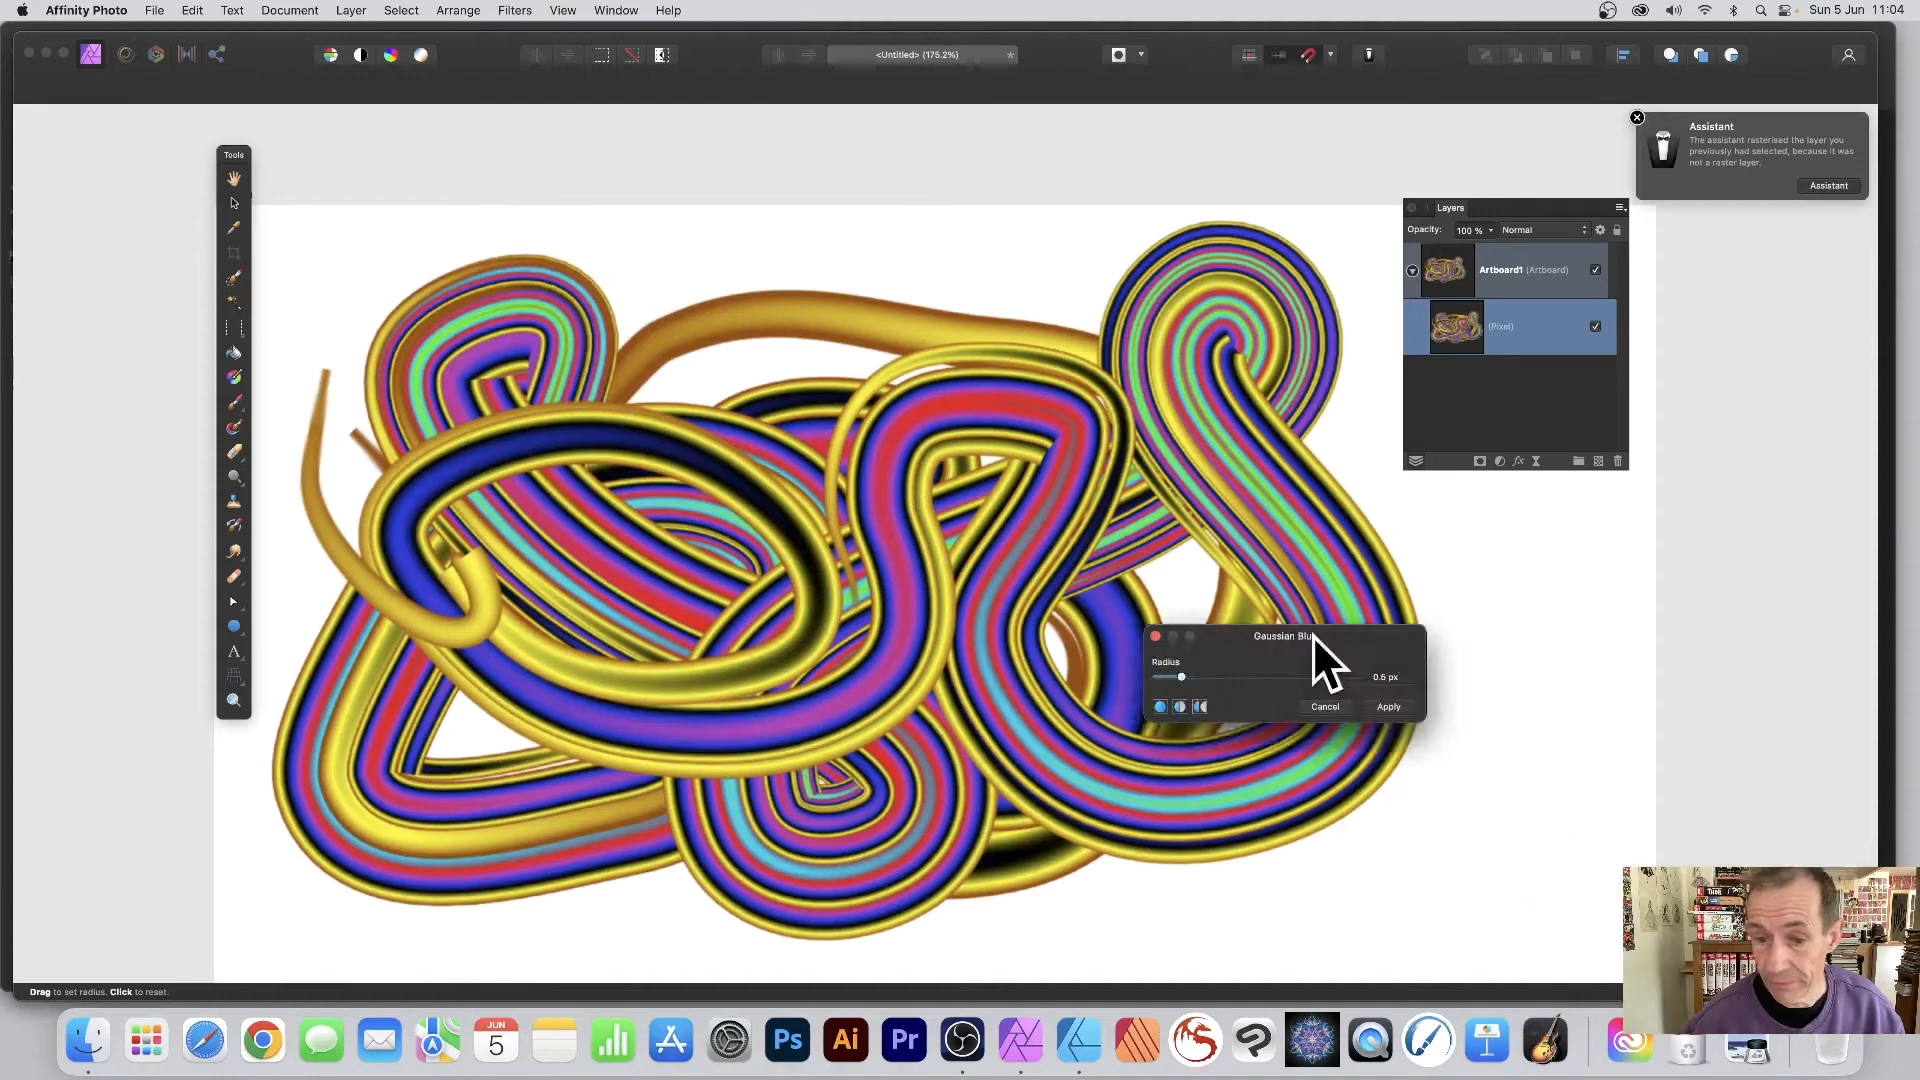 Affinity Photo File Edit Text Document Layer Select Arrange Filters View Window Help Sun 5 Jun 11:04
<Untitled> (175.2%) *
Assistant
The assistant rasterised the layer you
previously had selected, because it was
not a raster layer.
Assistant
Tools
Layers
Opacity: 100 % Normal
Artboard1 (Artboard)
(Pixel)
A
Gaussian Blu
Radius
0.5 px
Cancel Apply
Drag to set radius. Click to reset.
JUN
5
Ps
Ai
Pr
THOR